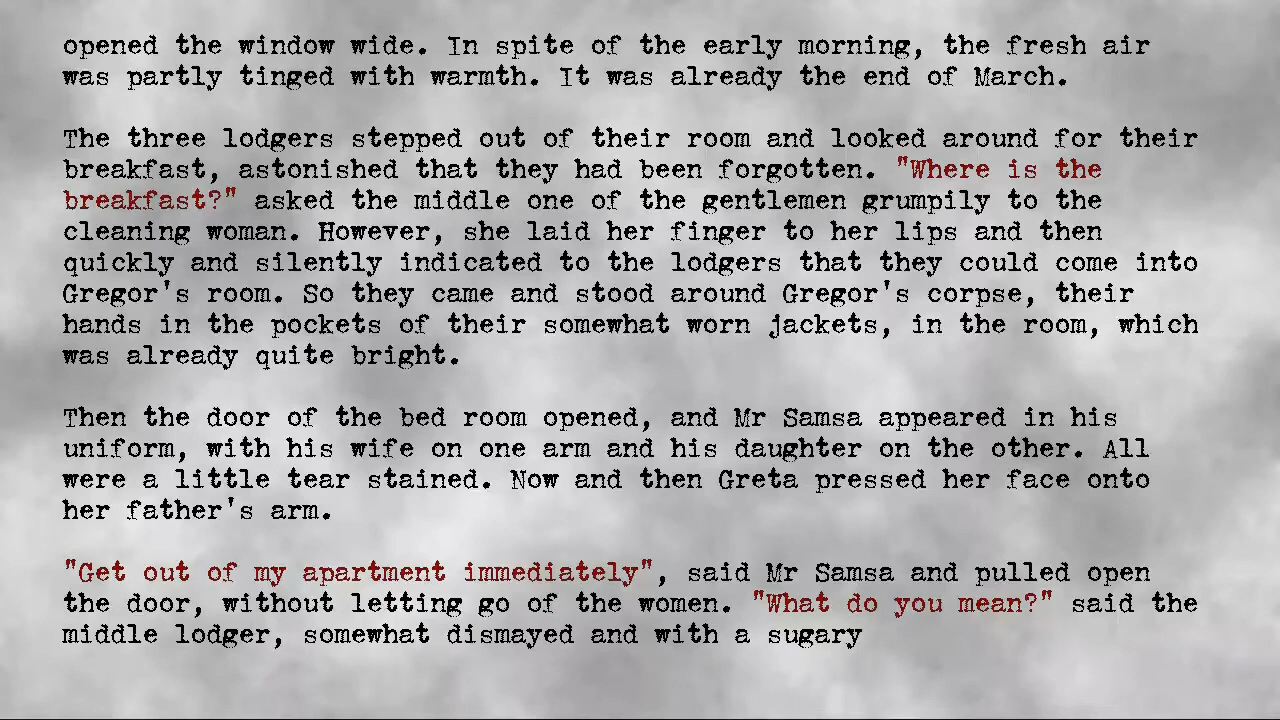 opened the window wide. In spite of the early morning, the fresh air
was partly tinged with warmth. It was already the end of March.
The three lodgers stepped out of their room and looked around for their
breakfast, astonished that they had been forgotten. "Where is the
breakfast?" asked the middle one of the gentlemen grumpily to the
cleaning woman. However, she laid her finger to her lips and then
quickly and silently indicated to the lodgers that they could come into
Gregor's room. So they came and stood around Gregor's corpse, their
hands in the pockets of their somewhat worn jackets, in the room, which
was already quite bright.
Then the door of the bed room opened, and Mr Samsa appeared in his
uniform, with his wife on one arm and his daughter on the other. All
were a little tear stained. Now and then Greta pressed her face onto
her father's arm.
"Get out of my apartment immediately", said Mr Samsa and pulled open
the door, without letting go of the women. "What do you mean?" said the
middle lodger, somewhat dismayed and with a sugary